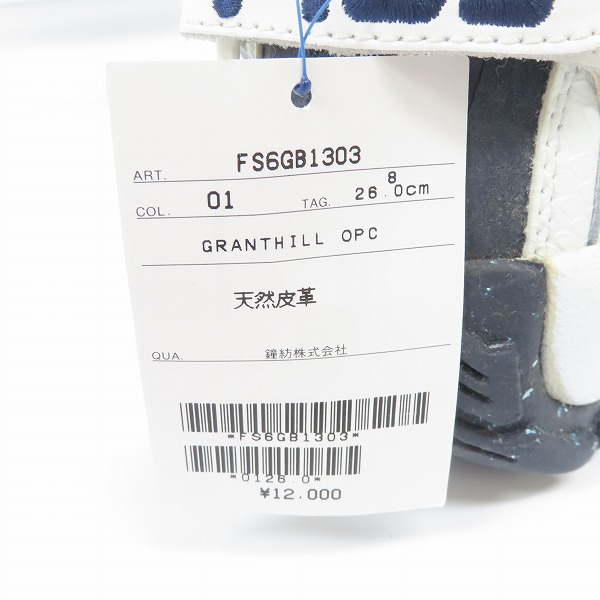 ART. FS6GB1303
8
COL. 01 TAG. 26.0cm
GRANTHILL OPC
天然皮革
QUA. 鐘紡株式会社
*FS6GB1303*
*0126.0*
¥12.000